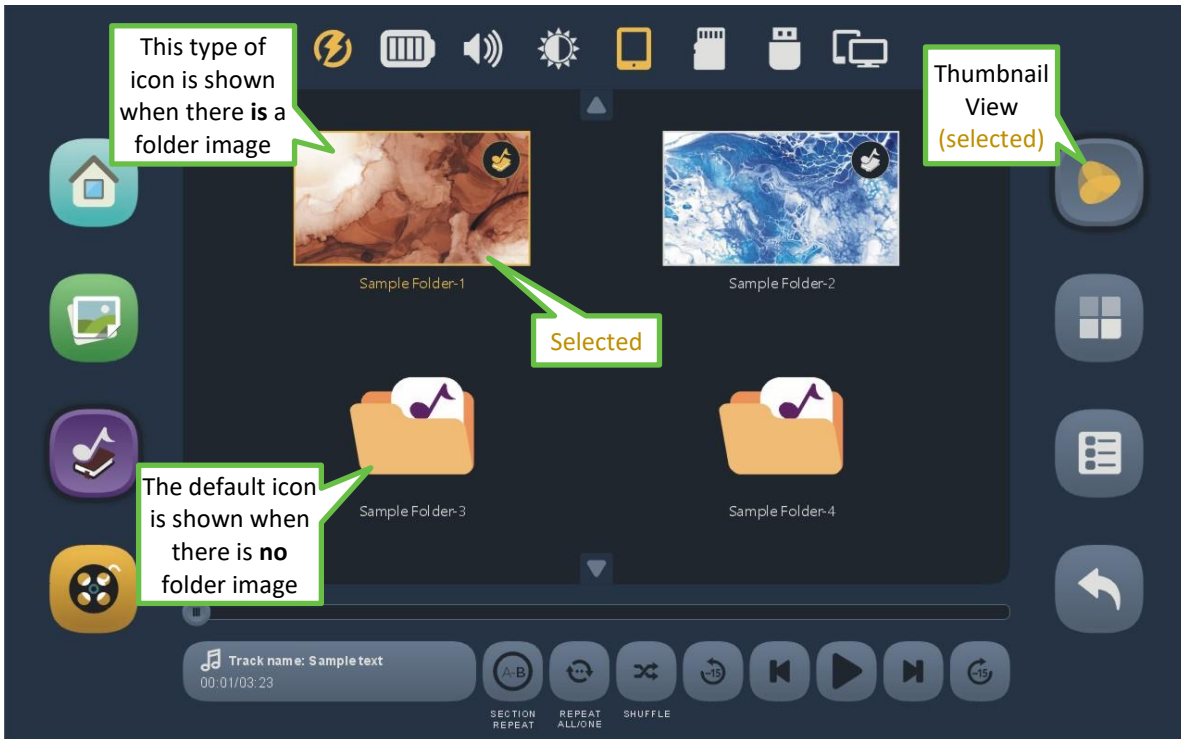 This type of
icon is shown
when there is a
folder image
Thumbnail
View
(selected)
Sample Folder-1
Sample Folder-2
Selected
The default icon
is shown when
there is no
folder image
Sample Folder-3
Sample Folder-4
Track name: Sample text
00:01/03:23
A-B
-15
-15
SECTION
REPEAT
REPEAT
ALL/ONE
SHUFFLE